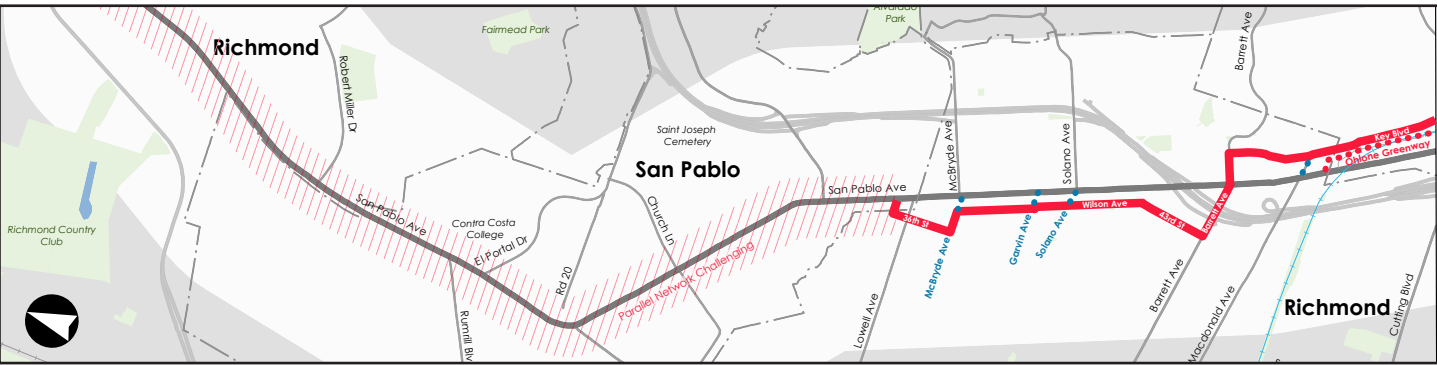 Alvarado
Park
Fairmead Park
Richmond
Robert Miller Dr
Barrett Ave
Saint Joseph
Cemetery
McBryde Ave
Solano Ave
Key Blvd
Ohlone Greenway
San Pablo
San Pablo Ave
San Pablo Ave
36th St
Wilson Ave
43rd St
Barrett Ave
Richmond Country
Club
Contra Costa
College
El Portal Dr
Church Ln
McBryde Ave
Garvin Ave
Solano Ave
Rd 20
Parallel Network Challenging
Rumrill Blv
Lowell Ave
Barrett Ave
Macdonald Ave
Richmond
Cutting Blvd